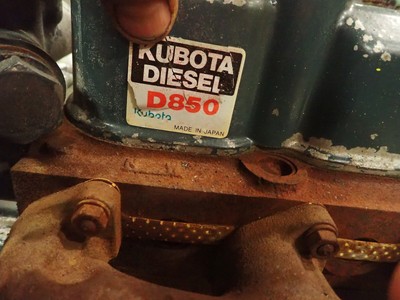 KUBOTA
DIESEL
D850
Kubota
MADE IN JAPAN